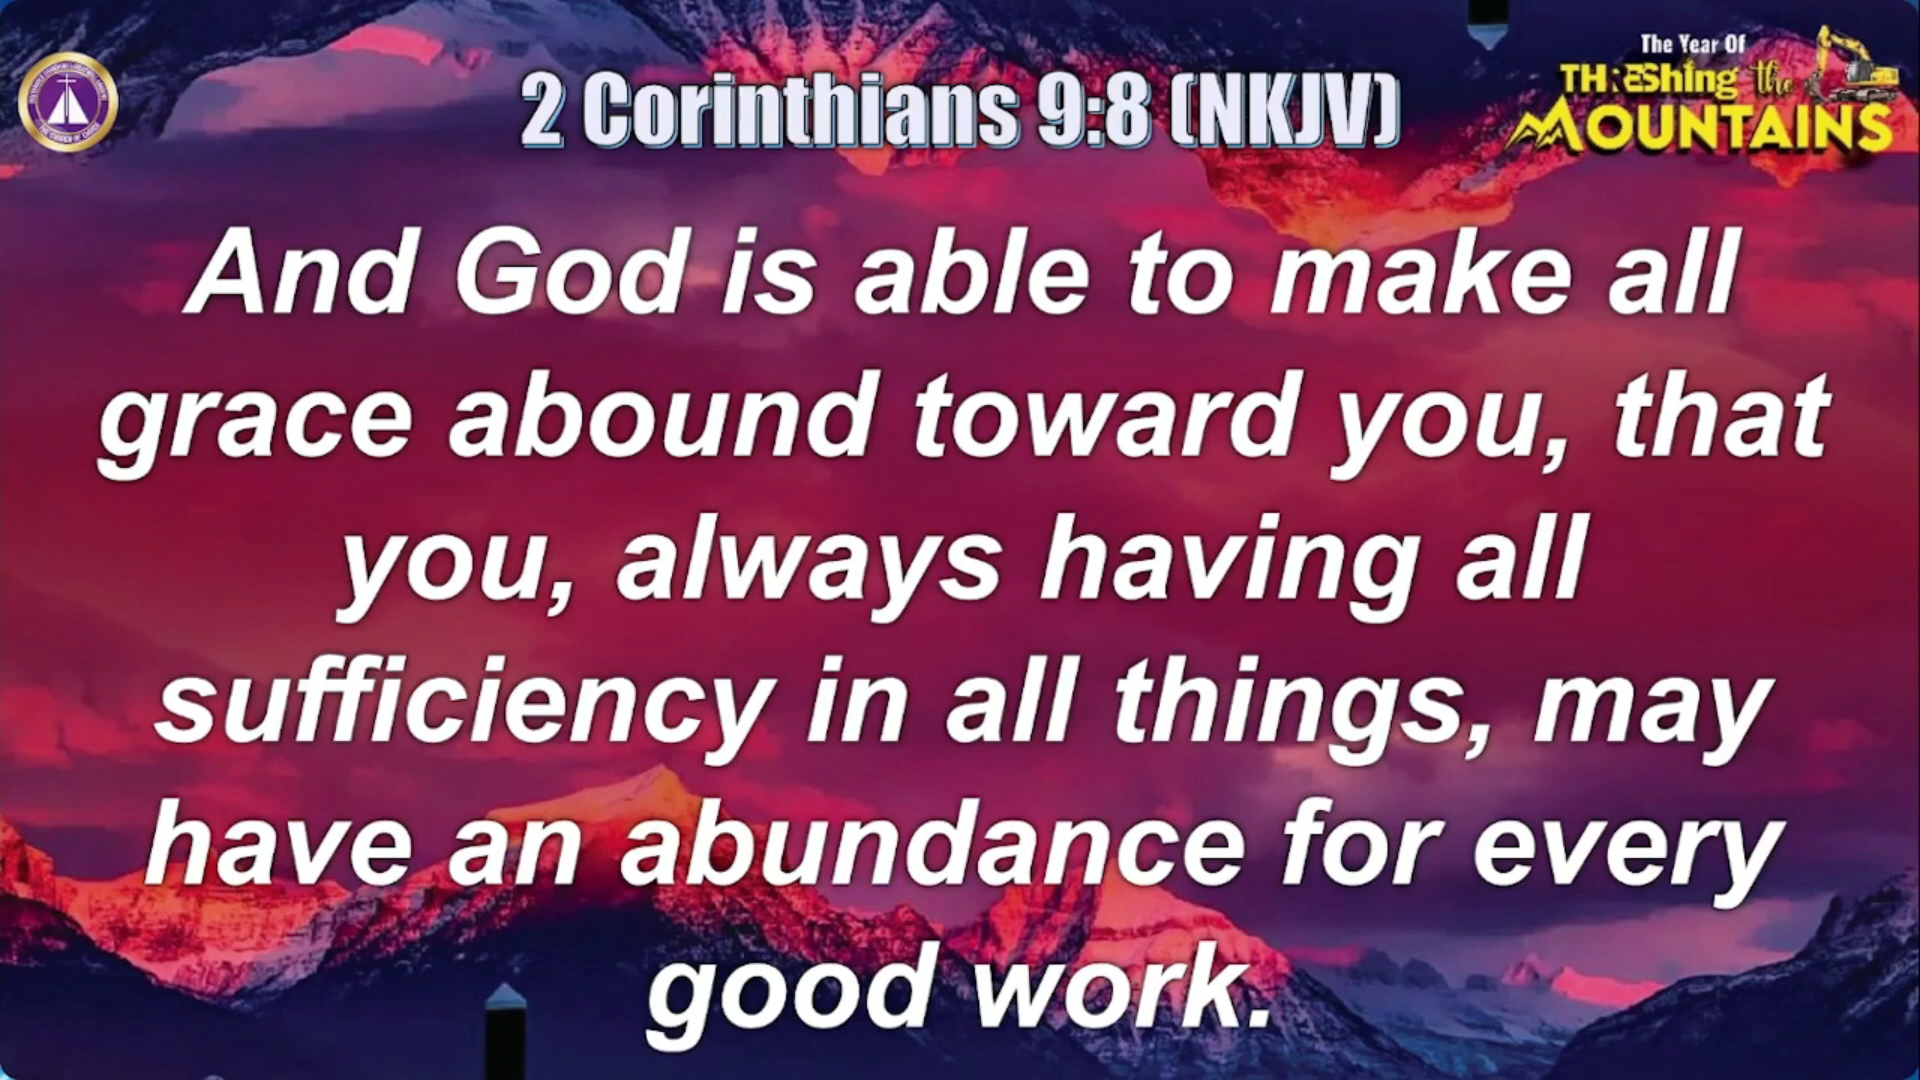 2 Corinthians 9:8 (NKJV)
The Year Of
THREShing the
MOUNTAINS
And God is able to make all
grace abound toward you, that
you, always having all
sufficiency in all things, may
have an abundance for every
good work.